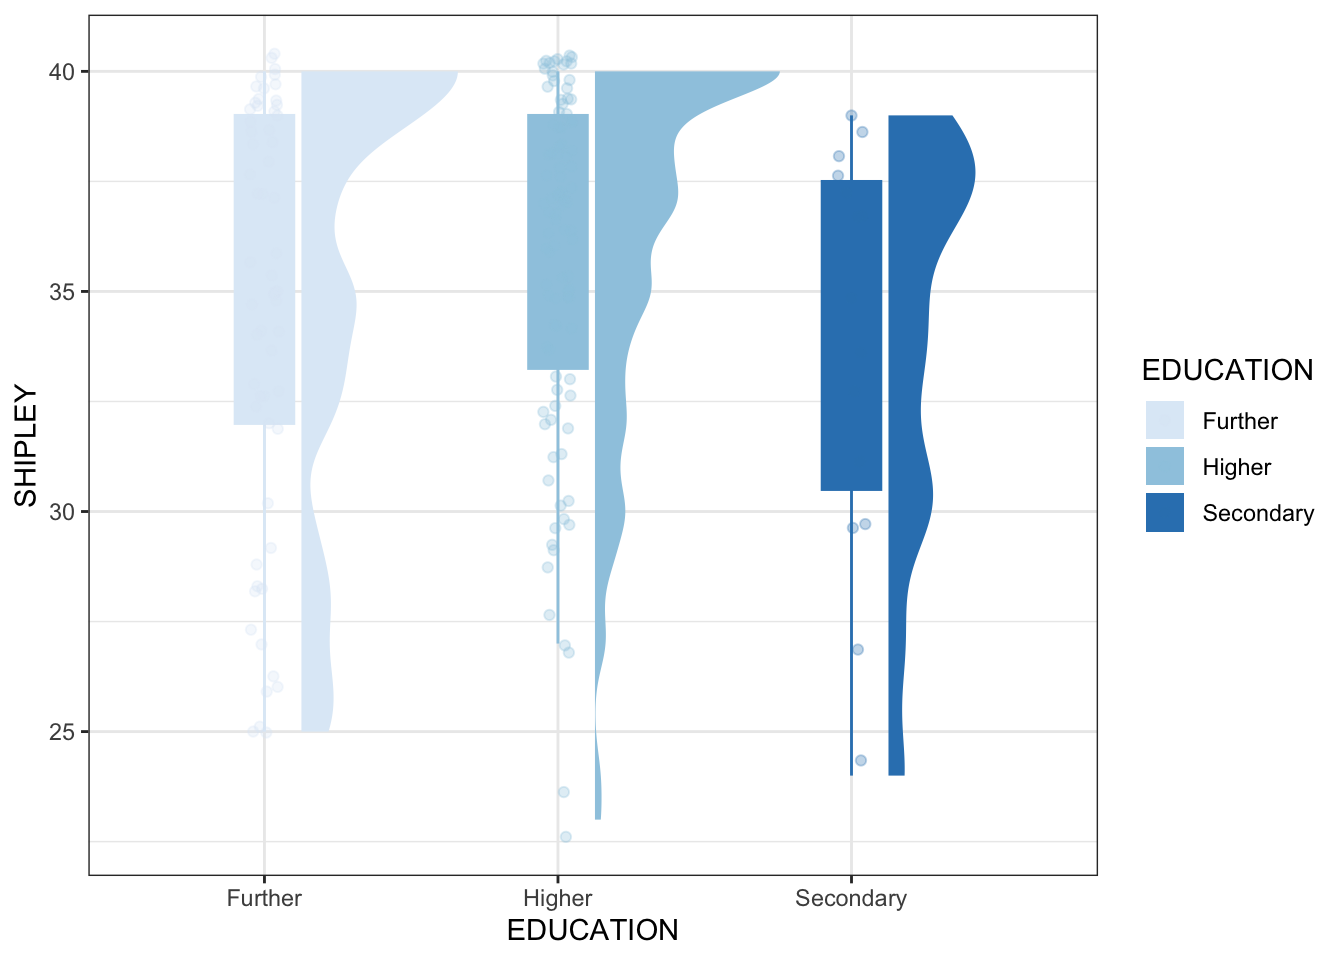 40
35
30
25
SHIPLEY
Further
Higher
Secondary
EDUCATION
EDUCATION
Further
Higher
Secondary